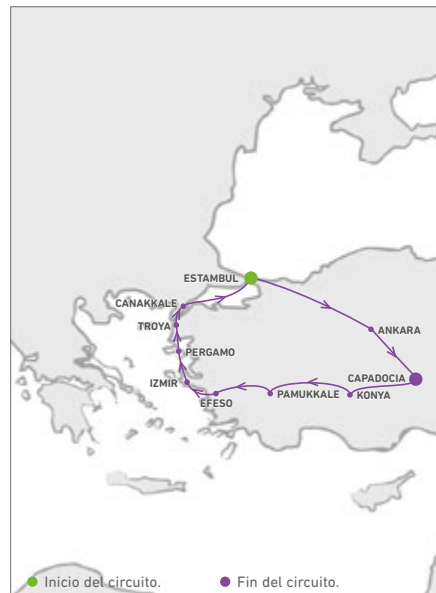 ESTAMBUL
CANAKKALE
TROYA
ANKARA
PERGAMO
CAPADOCIA
IZMIR
EFESO
PAMUKKALE
KONYA
Inicio del circuito.
Fin del circuito.